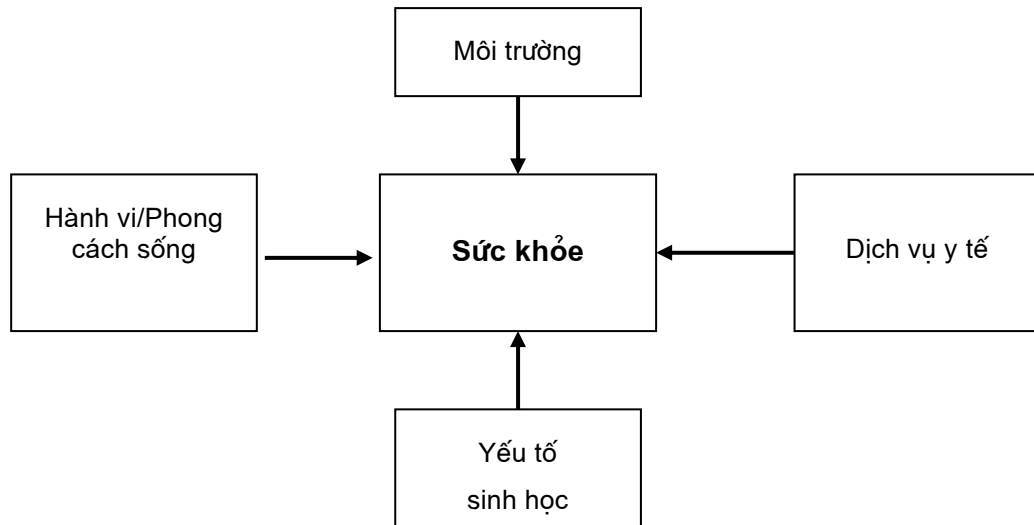 Môi trường
Hành vi/Phong
cách sống
Sức khỏe
Dịch vụ y tế
Yếu tố
sinh học